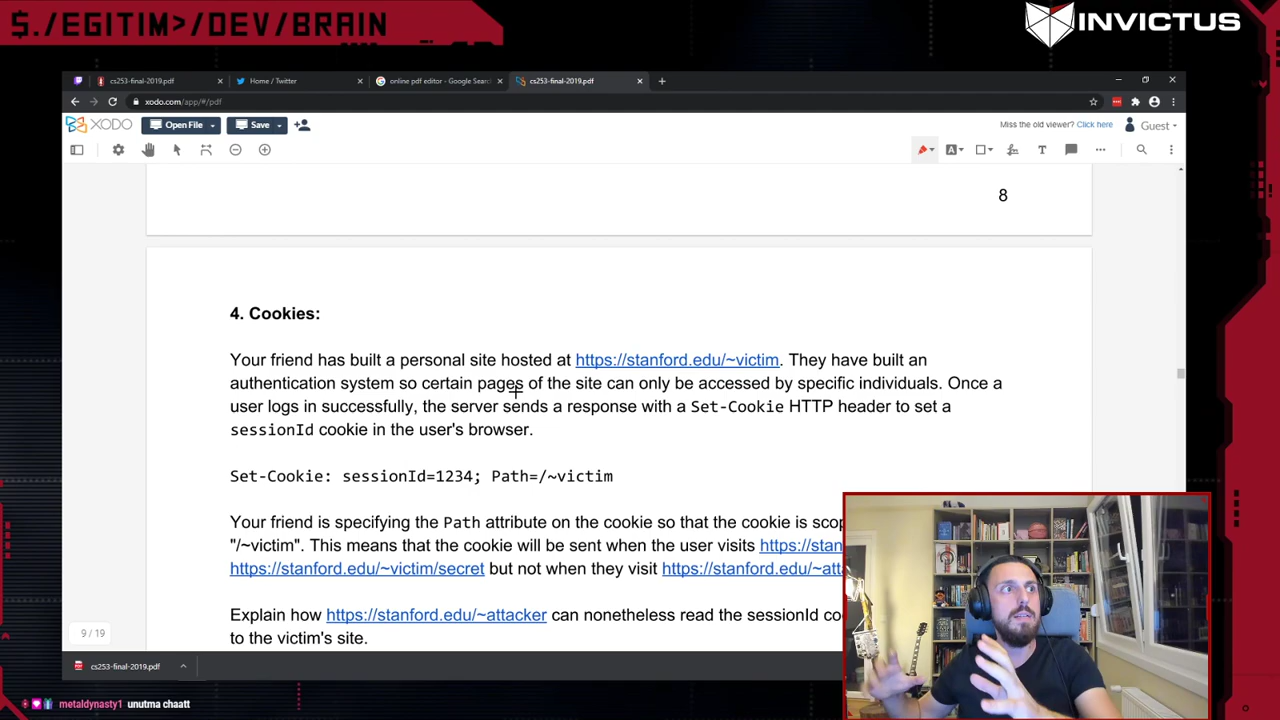 $./EGITIM>/DEV/BRAIN
INVICTUS
cs253-final-2019.pdf
Home / Twitter
online pdf editor - Google Searc
cs253-final-2019.pdf
xodo.com/app/#/pdf
XODO
Open File
Save
Miss the old viewer? Click here
Guest
8
4. Cookies:
Your friend has built a personal site hosted at https://stanford.edu/~victim. They have built an
authentication system so certain pages of the site can only be accessed by specific individuals. Once a
user logs in successfully, the server sends a response with a Set-Cookie HTTP header to set a
sessionId cookie in the user's browser.
Set-Cookie: sessionId=1234; Path=/~victim
Your friend is specifying the Path attribute on the cookie so that the cookie is scop
"/~victim". This means that the cookie will be sent when the user visits https://stan
https://stanford.edu/~victim/secret but not when they visit https://stanford.edu/~atta
Explain how https://stanford.edu/~attacker can nonetheless read the sessionId coo
to the victim's site.
9 / 19
cs253-final-2019.pdf
metaldynasty1 unutma chaatt